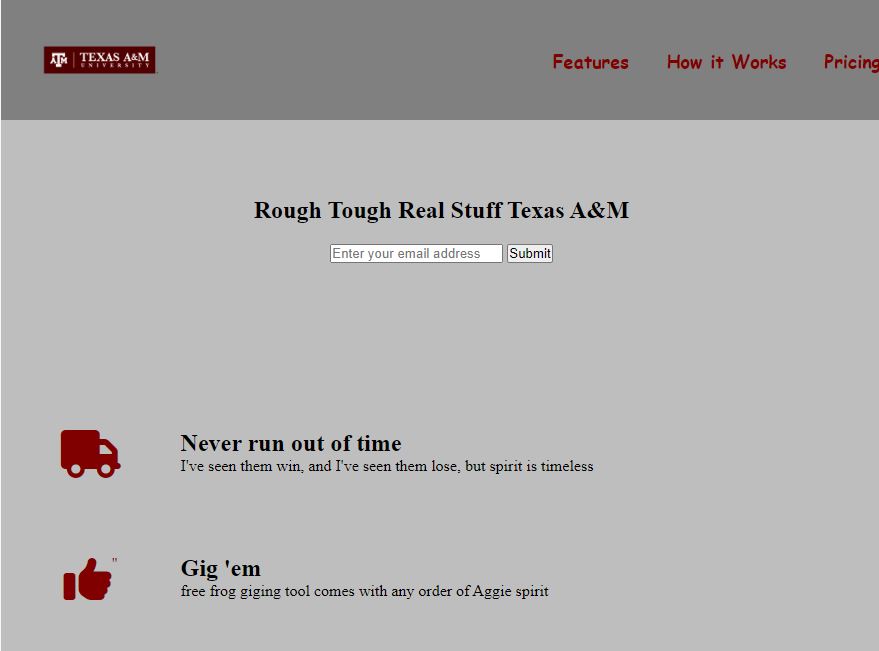 ATM | TEXAS A&M
UNIVERSITY
Features How it Works Pricing
Rough Tough Real Stuff Texas A&M
Enter your email address Submit
Never run out of time
I've seen them win, and I've seen them lose, but spirit is timeless
"
Gig 'em
free frog giging tool comes with any order of Aggie spirit